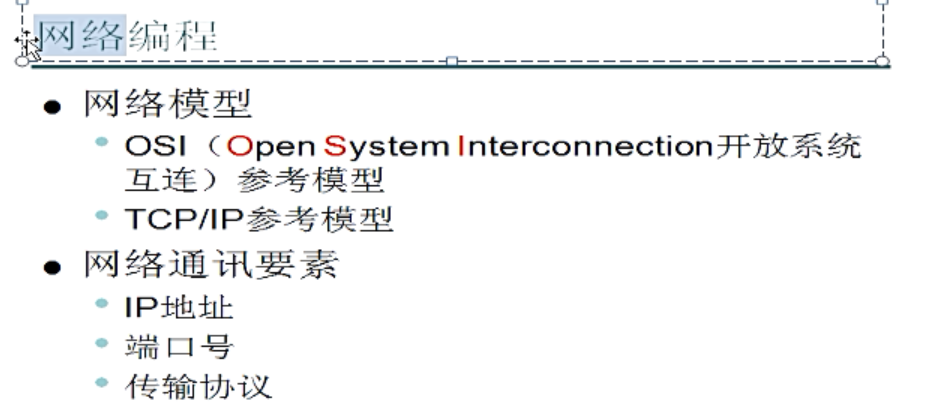 网络编程
网络模型
OSI（Open System Interconnection开放系统
互连）参考模型
TCP/IP参考模型
网络通讯要素
IP地址
端口号
传输协议